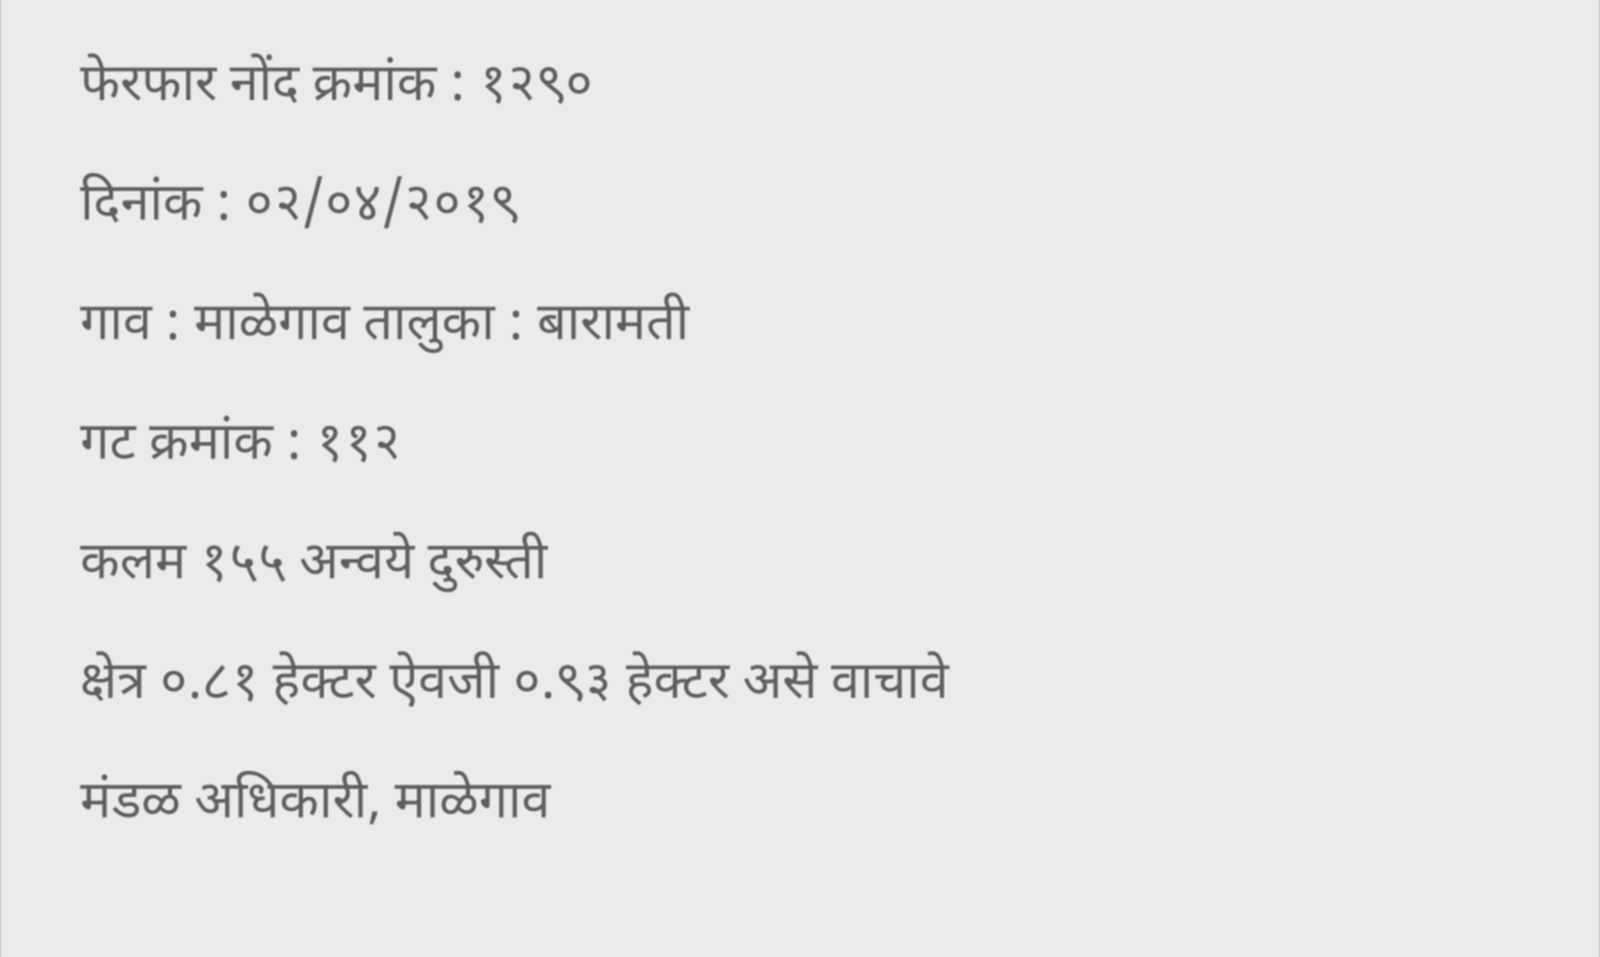 फेरफार नोंद क्रमांक : १२९०
दिनांक : ०२/०४/२०१९
गाव : माळेगाव तालुका : बारामती
गट क्रमांक : ११२
कलम १५५ अन्वये दुरुस्ती
क्षेत्र ०.८१ हेक्टर ऐवजी ०.९३ हेक्टर असे वाचावे
मंडळ अधिकारी, माळेगाव